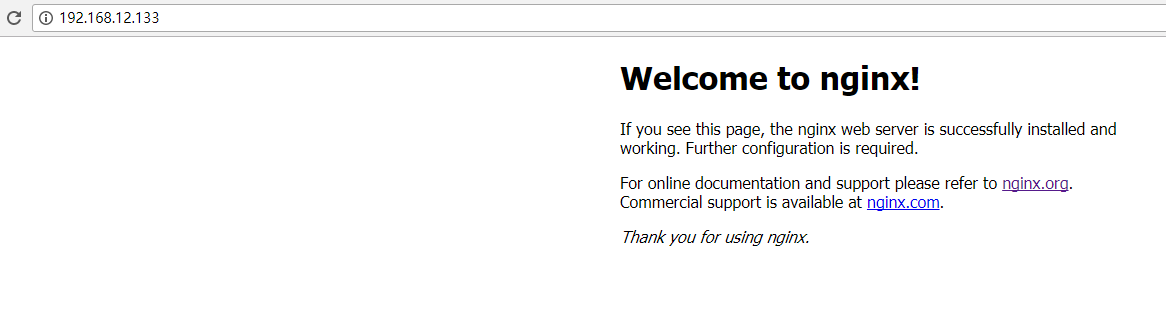 192.168.12.133
Welcome to nginx!
If you see this page, the nginx web server is successfully installed and
working. Further configuration is required.
For online documentation and support please refer to nginx.org.
Commercial support is available at nginx.com.
Thank you for using nginx.